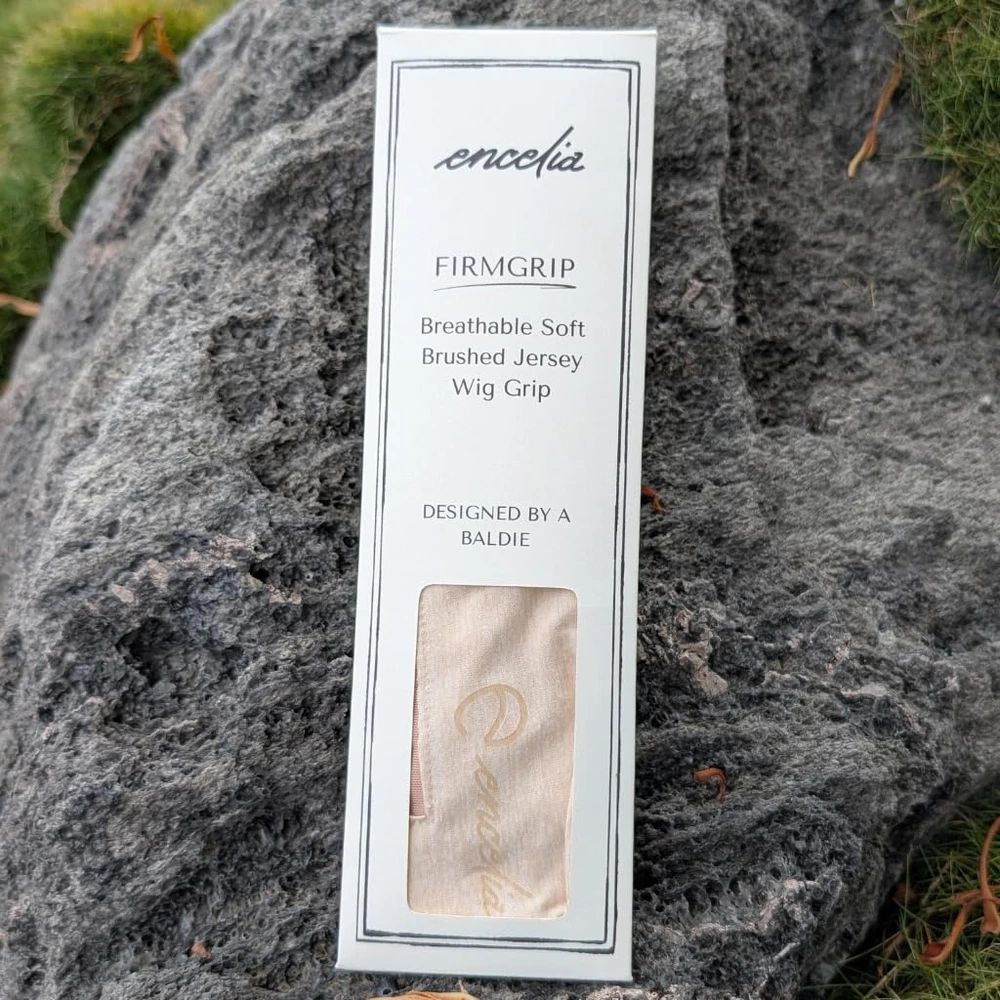 encelia
FIRMGRIP
Breathable Soft
Brushed Jersey
Wig Grip
DESIGNED BY A
BALDIE
encelia